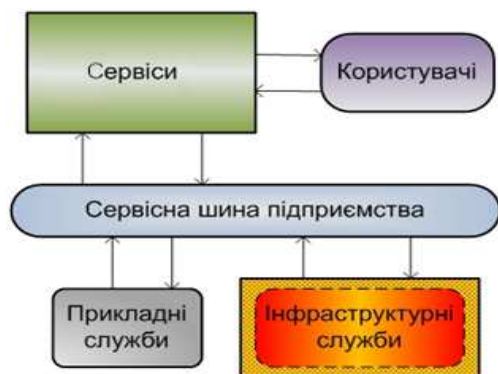 Сервіси
Користувачі
Сервісна шина підприємства
Прикладні
служби
Інфраструктурні
служби